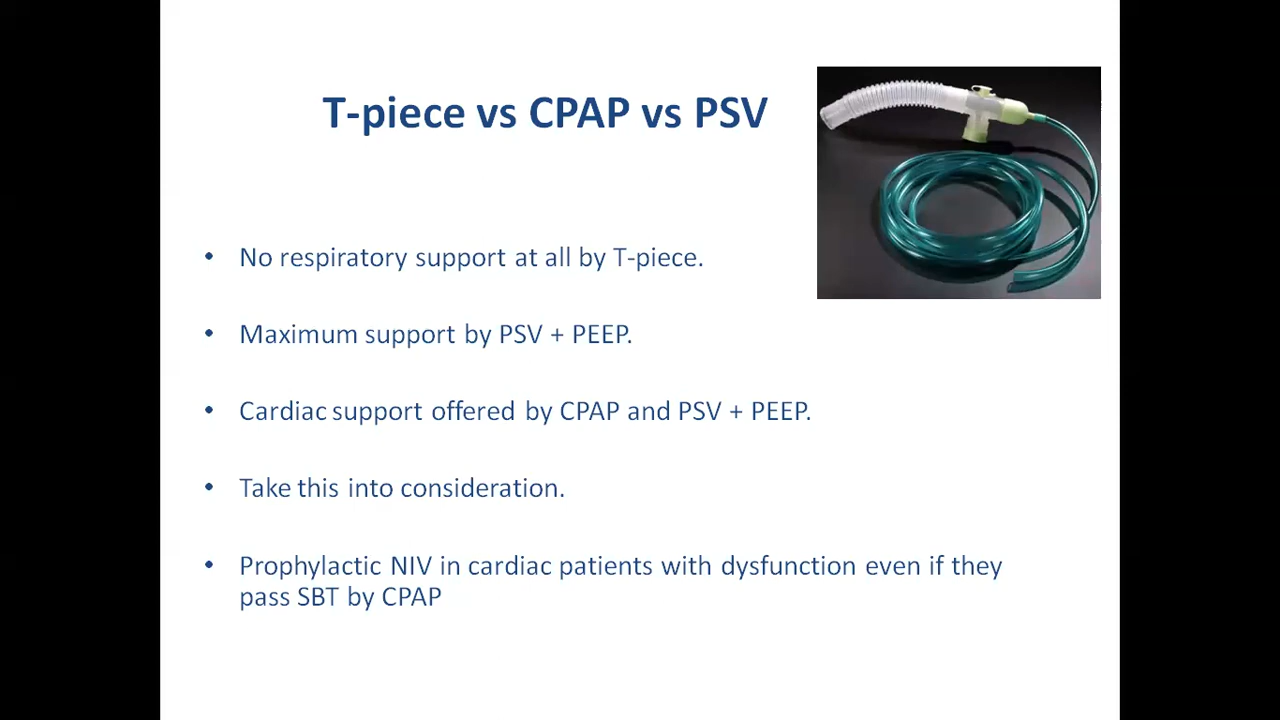 T-piece vs CPAP vs PSV
• No respiratory support at all by T-piece.
• Maximum support by PSV + PEEP.
• Cardiac support offered by CPAP and PSV + PEEP.
• Take this into consideration.
• Prophylactic NIV in cardiac patients with dysfunction even if they
pass SBT by CPAP